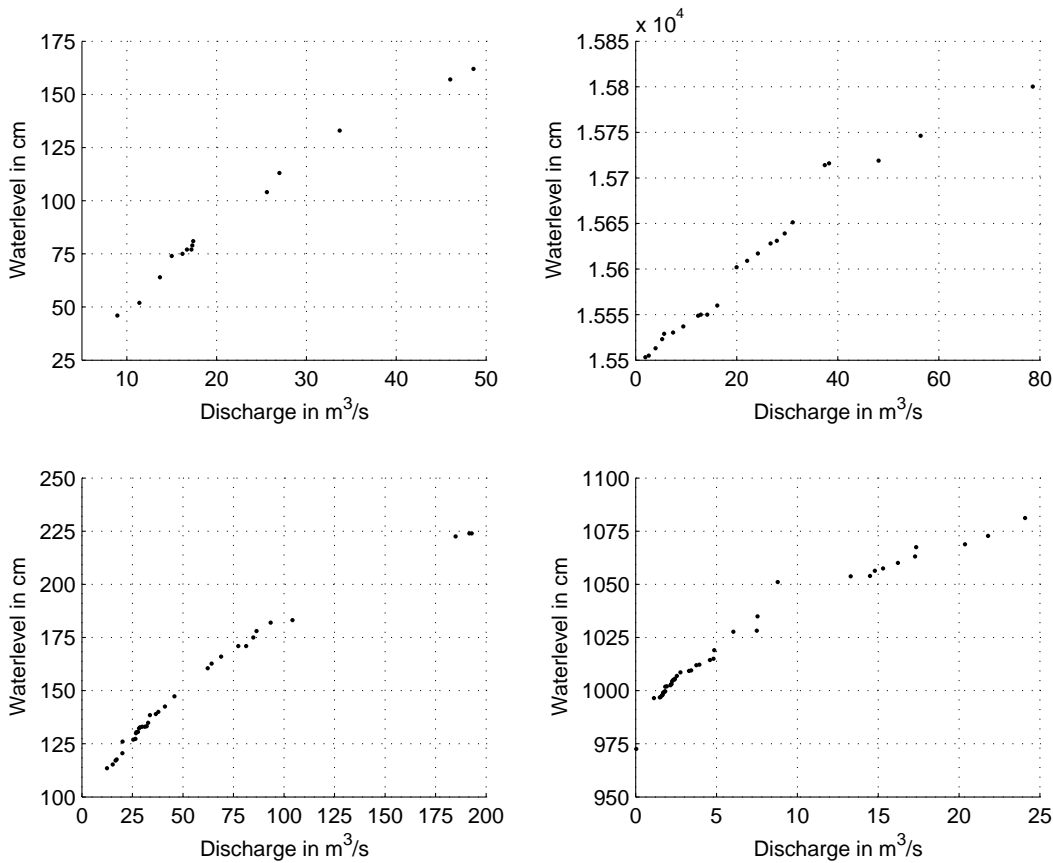 175
150
125
100
75
50
25
10 20 30 40 50
Waterlevel in cm
Discharge in m³/s
x 10⁴
1.585
1.58
1.575
1.57
1.565
1.56
1.555
1.55
0 20 40 60 80
Waterlevel in cm
Discharge in m³/s
250
225
200
175
150
125
100
0 25 50 75 100 125 150 175 200
Waterlevel in cm
Discharge in m³/s
1100
1075
1050
1025
1000
975
950
0 5 10 15 20 25
Waterlevel in cm
Discharge in m³/s